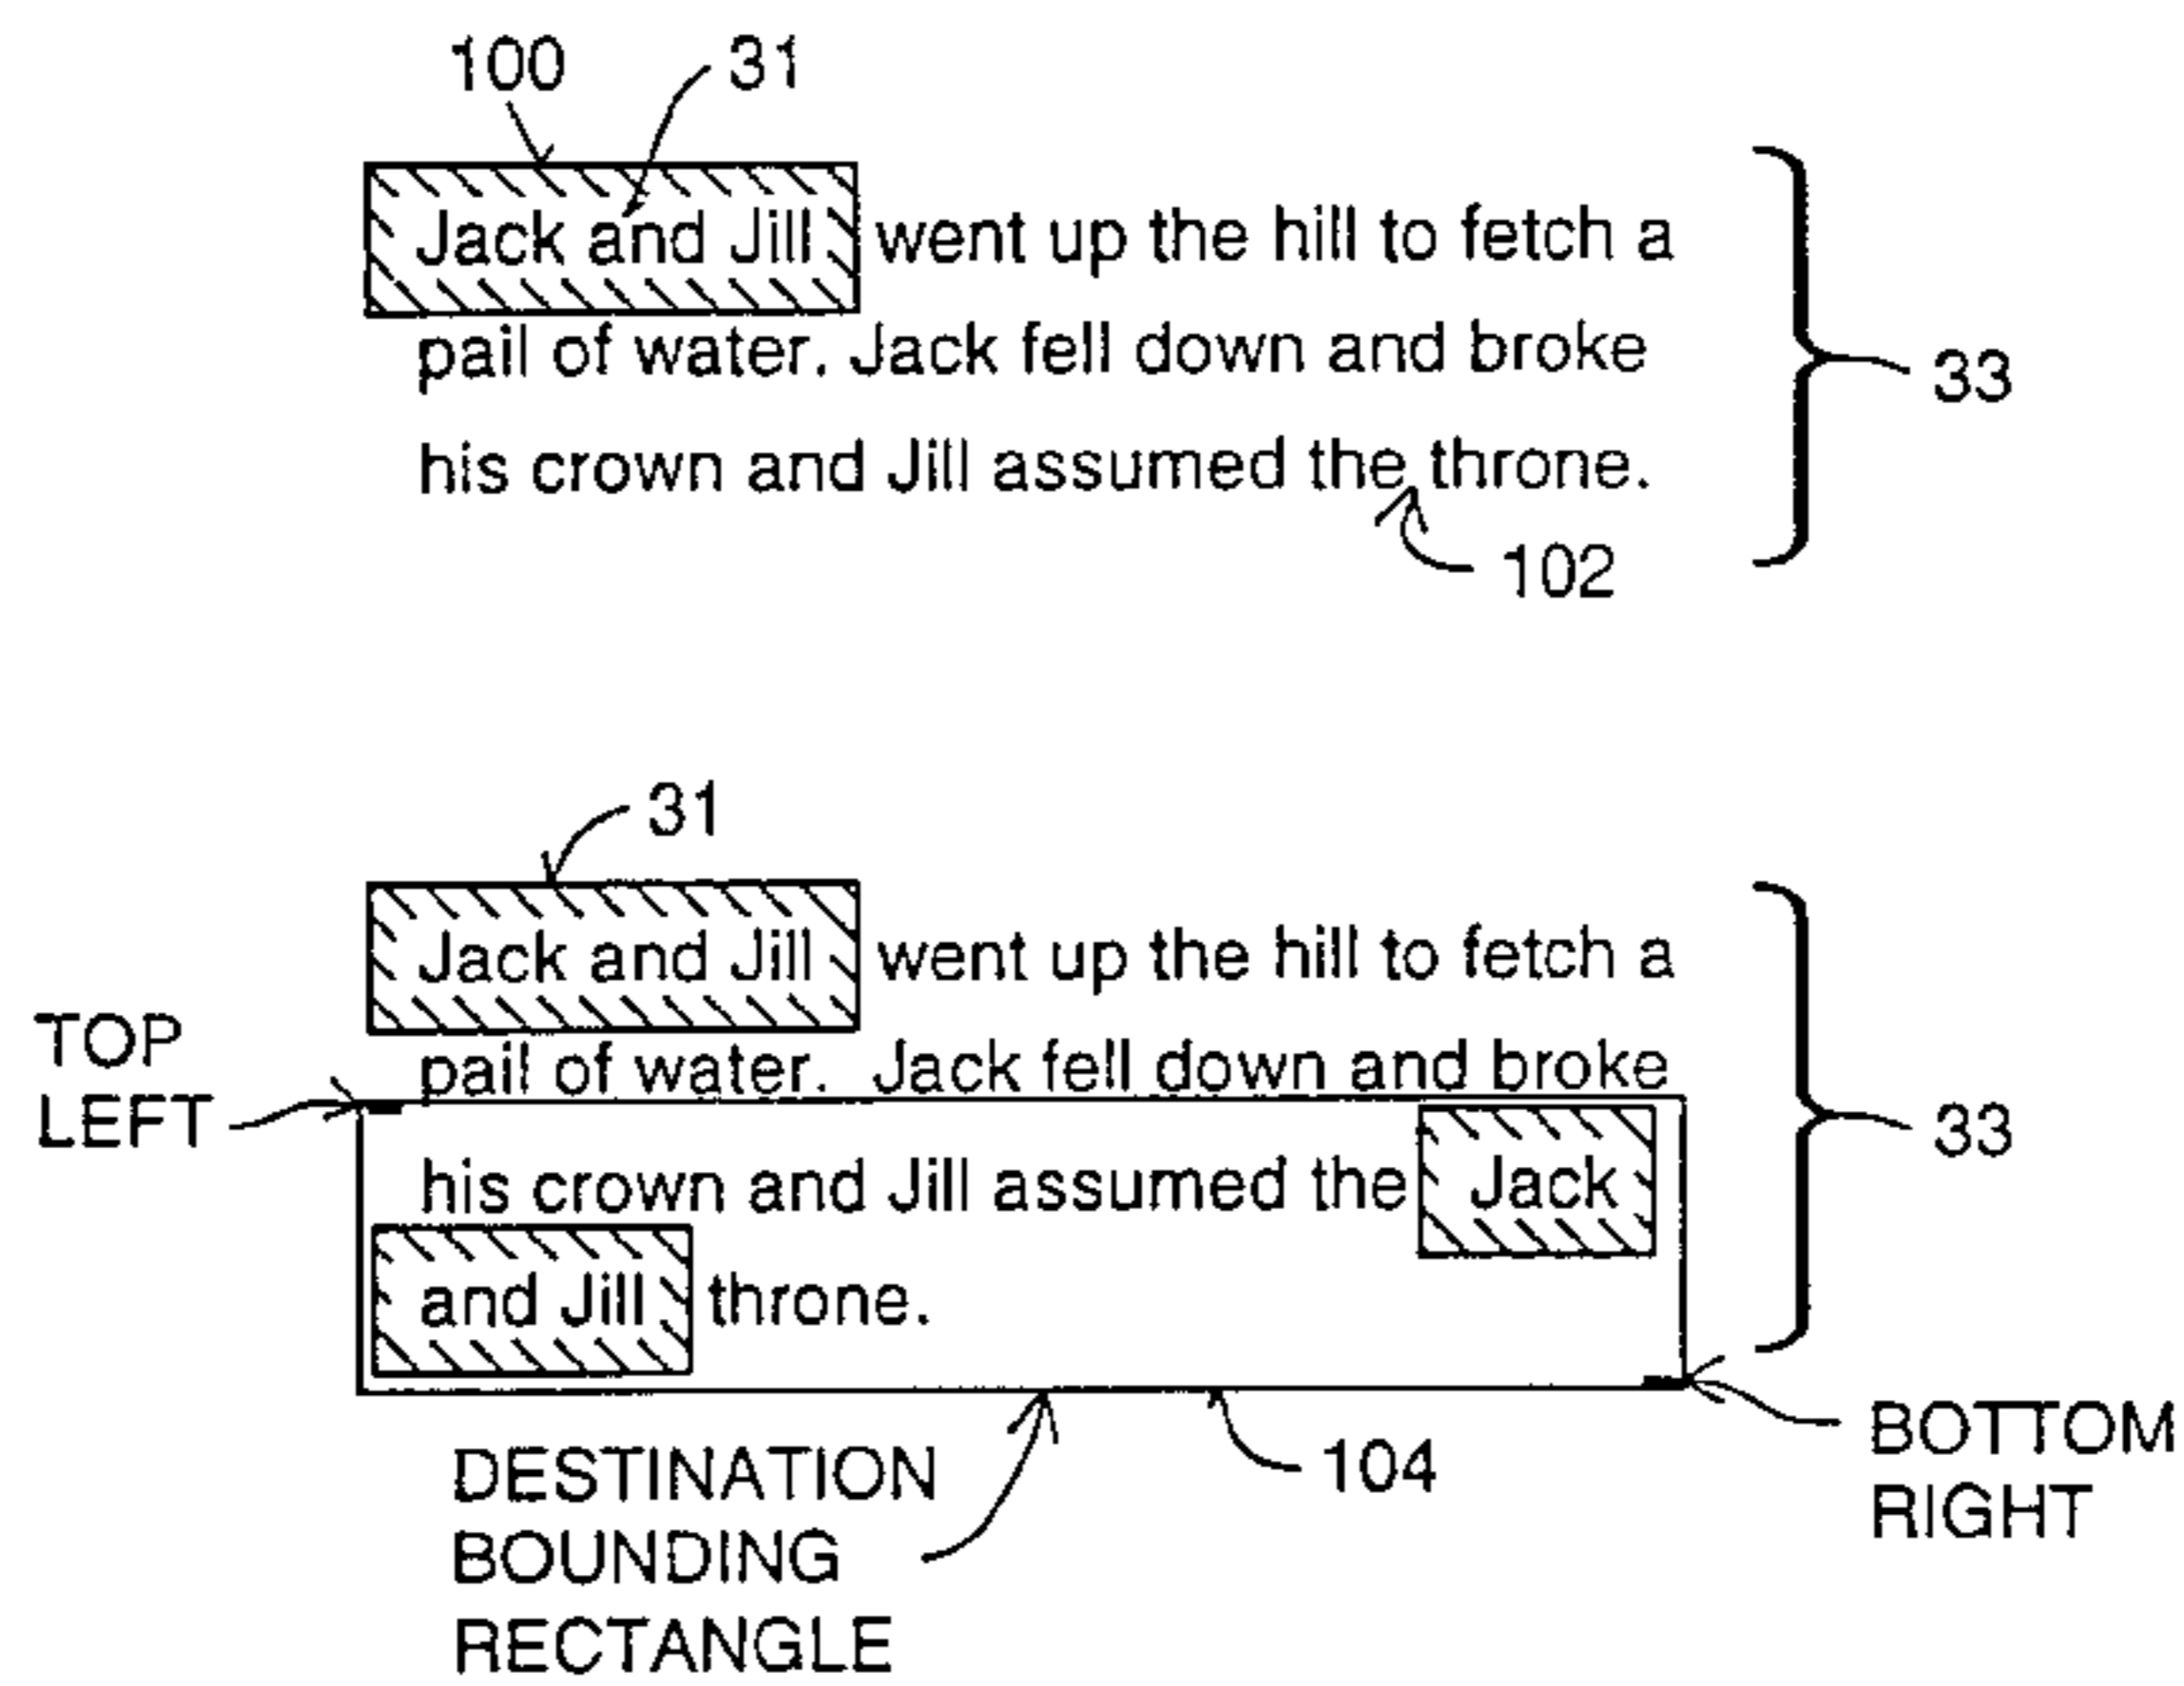 100 31
Jack and Jill went up the hill to fetch a
pail of water. Jack fell down and broke
33
his crown and Jill assumed the throne.
102
31
Jack and Jill went up the hill to fetch a
TOP
LEFT
pail of water. Jack fell down and broke
33
his crown and Jill assumed the Jack
and Jill throne.
DESTINATION
BOUNDING
RECTANGLE
104
BOTTOM
RIGHT